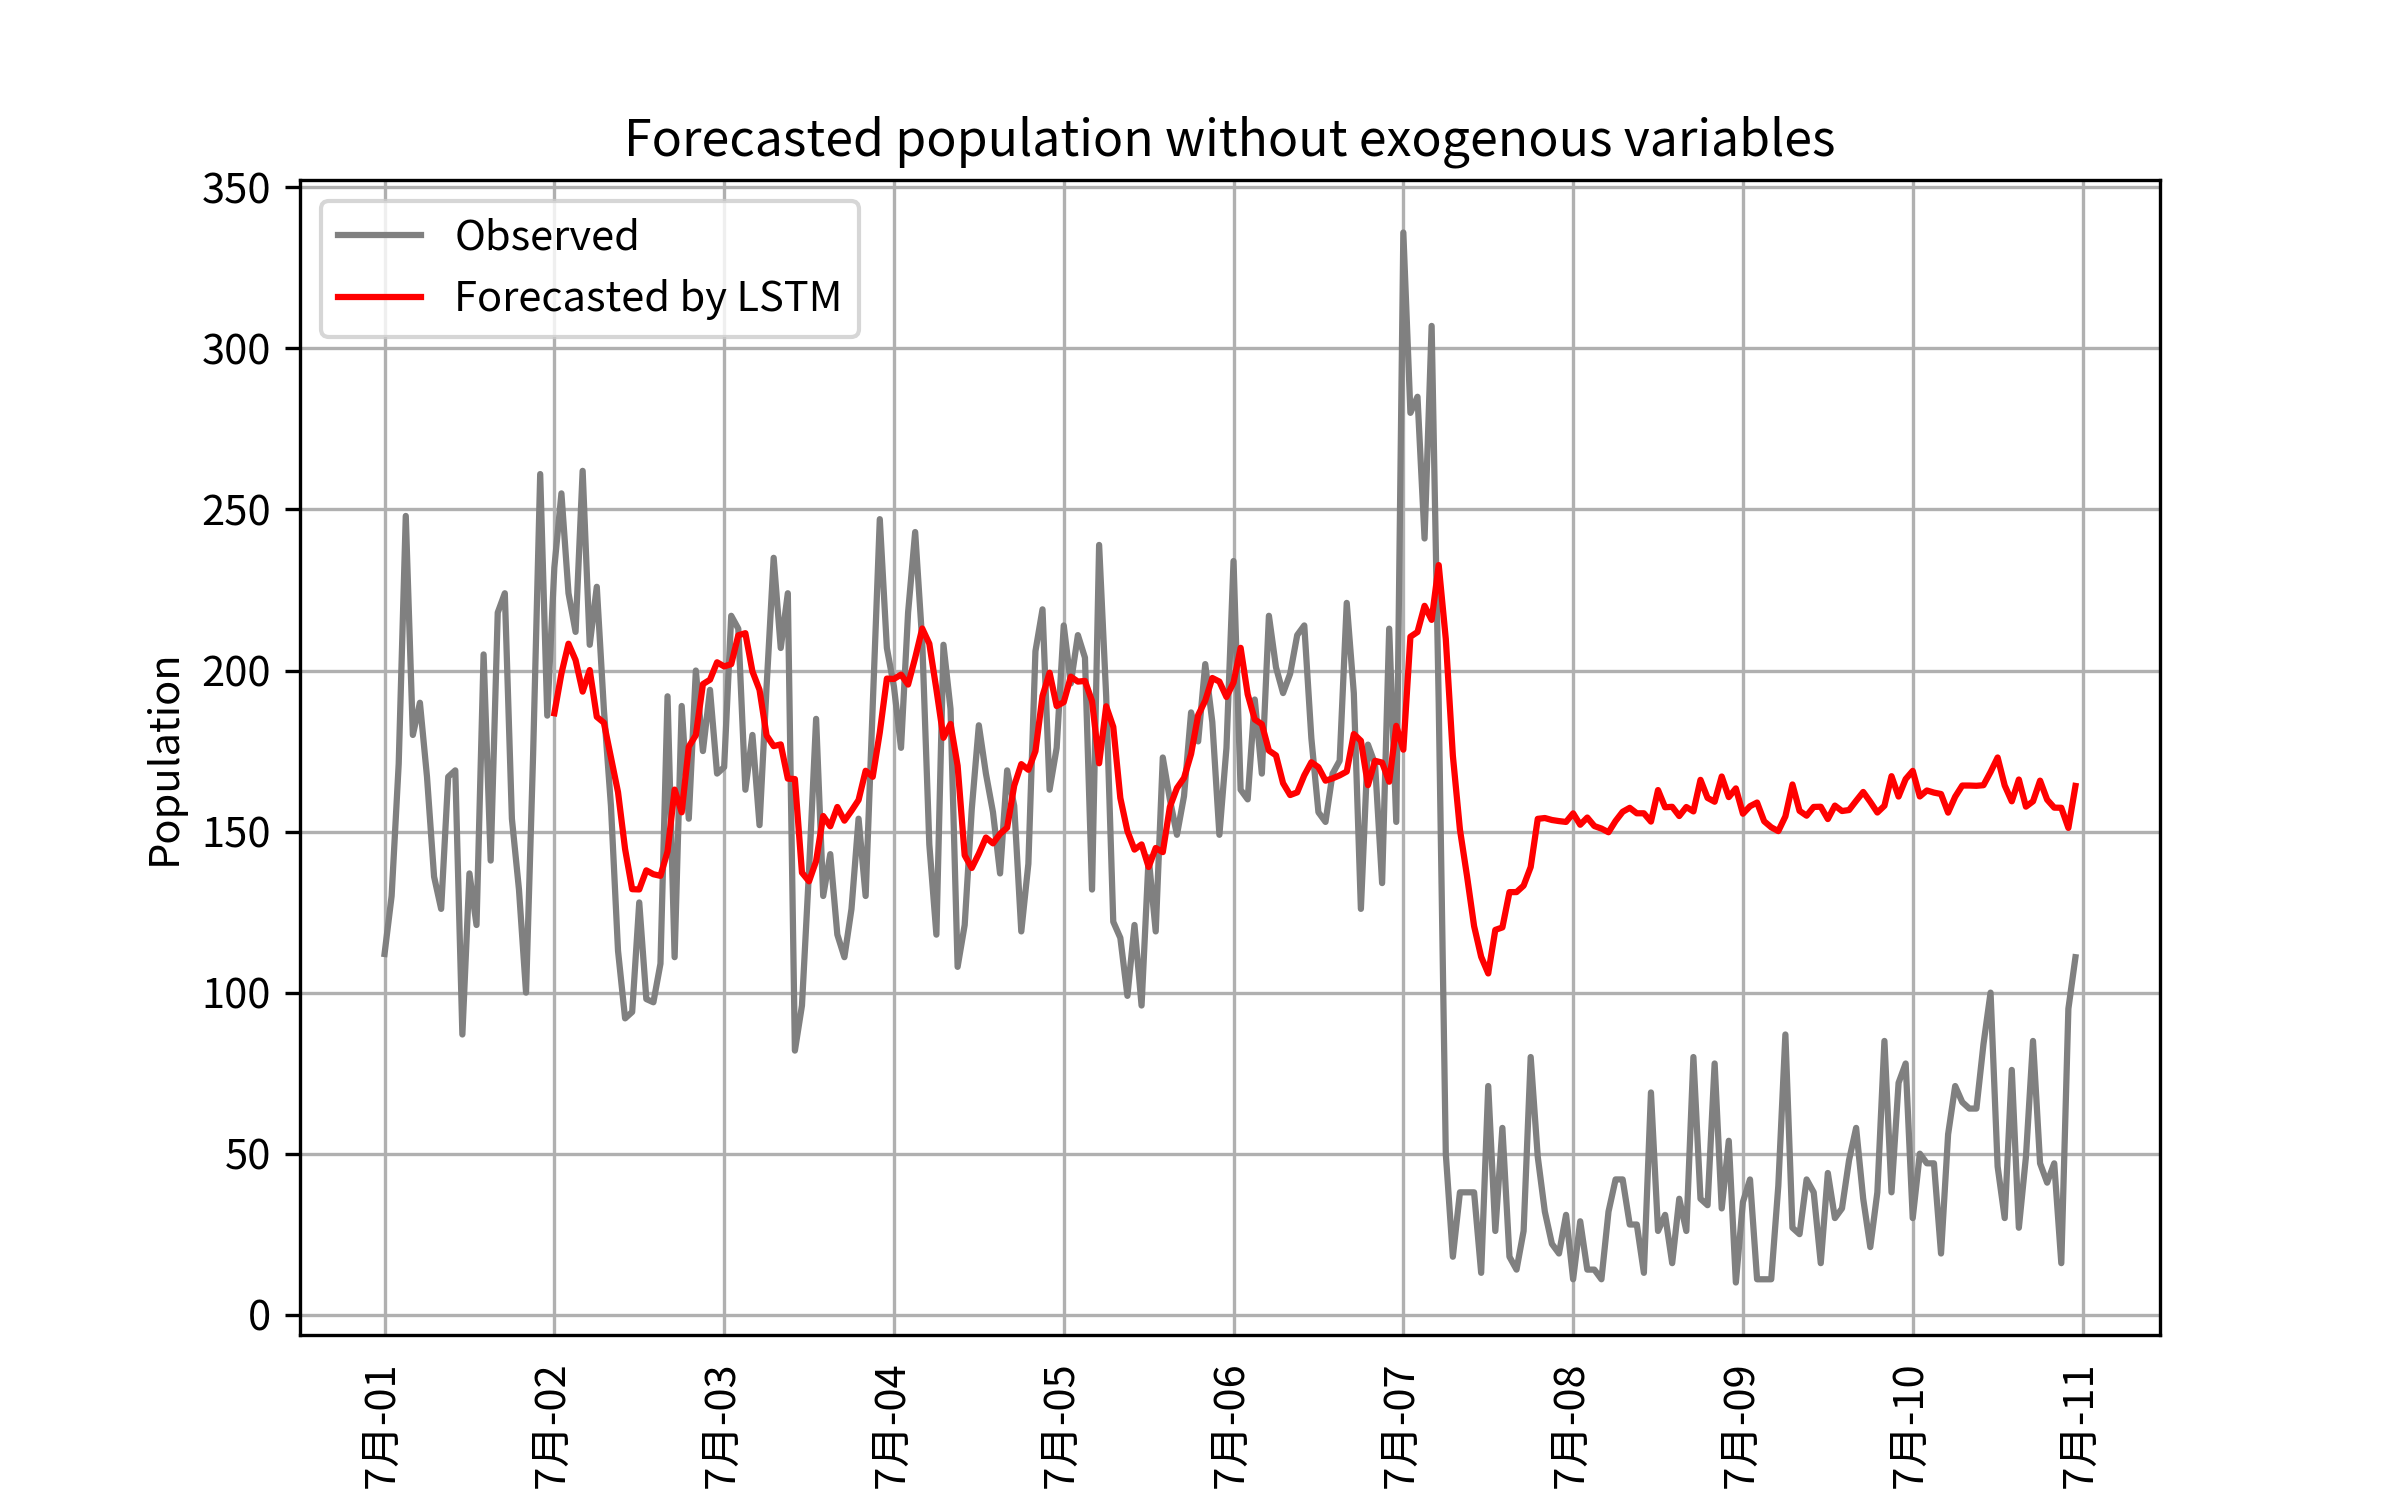 Forecasted population without exogenous variables
Observed
Forecasted by LSTM
Population
350
300
250
200
150
100
50
0
7月-01
7月-02
7月-03
7月-04
7月-05
7月-06
7月-07
7月-08
7月-09
7月-10
7月-11